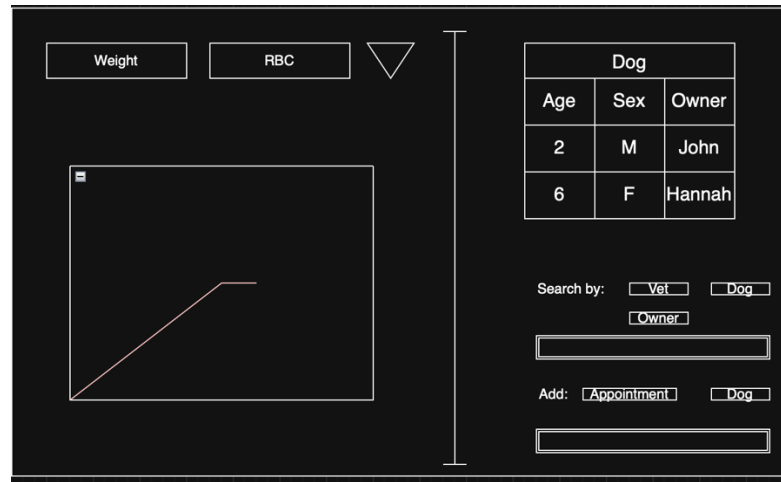 Weight RBC
Dog
Age Sex Owner
2 M John
6 F Hannah
Search by: Vet Dog
Owner
Add: Appointment Dog